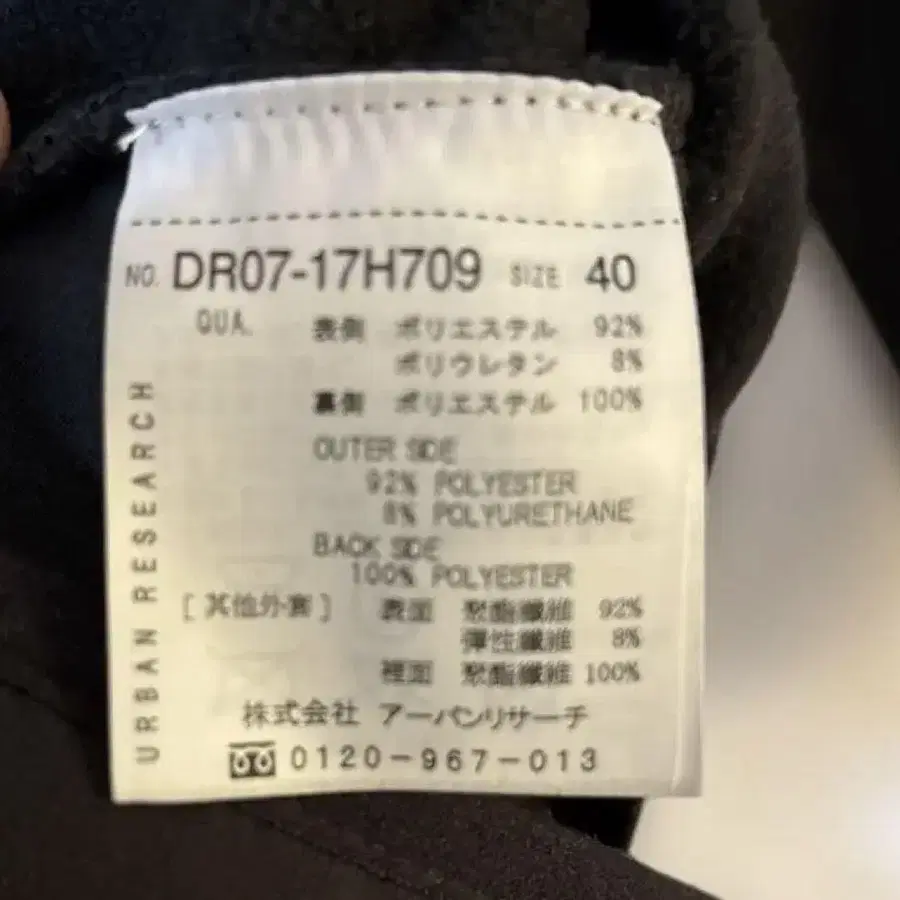 NO. DR07-17H709 SIZE 40
QUA. 表側 ポリエステル 92%
ポリウレタン 8%
裏側 ポリエステル 100%
OUTER SIDE
92% POLYESTER
8% POLYURETHANE
BACK SIDE
100% POLYESTER
[其他外套] 表面 聚酯纖維 92%
彈性纖維 8%
裡面 聚酯纖維 100%
株式会社 アーバンリサーチ
0120-967-013
URBAN RESEARCH